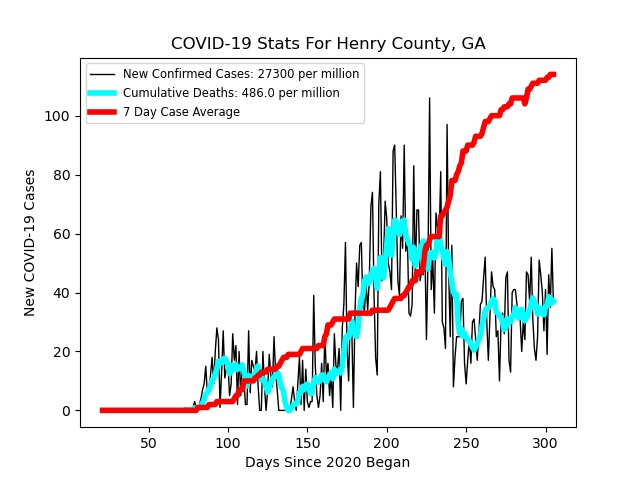 COVID-19 Stats For Henry County, GA
New Confirmed Cases: 27300 per million
Cumulative Deaths: 486.0 per million
7 Day Case Average
New COVID-19 Cases
100
80
60
40
20
0
50 100 150 200 250 300
Days Since 2020 Began